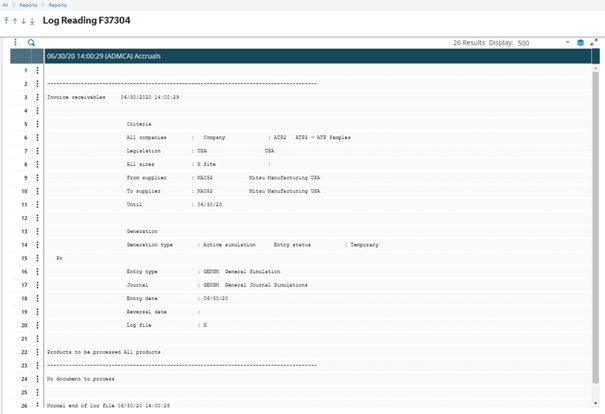 All > Reports > Reports
Log Reading F37304
26 Results Display: 500
06/30/20 14:00:29 (ADMCA) Accruals
1
2 --------------------------------------------------------------------------------
3 Invoice receivables 06/30/2020 14:00:29
4
5 Criteria
6 All companies : Company : ATP2 ATP2 - ATP Samples
7 Legislation : USA USA
8 All sites : X Site :
9 From supplier : NA052 Mitsu Manufacturing USA
10 To supplier : NA052 Mitsu Manufacturing USA
11 Until : 06/30/20
12
13 Generation
14 Generation type : Active simulation Entry status : Temporary
15 Pr
16 Entry type : GENSM General Simulation
17 Journal : GENSM General Journal Simulations
18 Entry date : 06/30/20
19 Reversal date :
20 Log file : X
21
22 Products to be processed All products
23 --------------------------------------------------------------------------------
24 No document to process
25
26 Normal end of log file 06/30/20 14:00:29